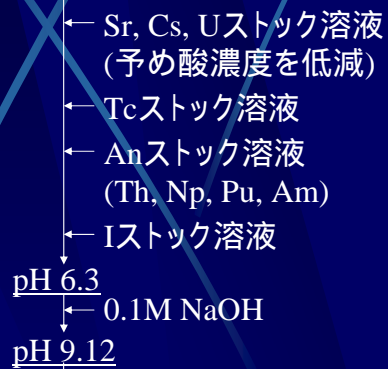 Sr, Cs, Uストック溶液
(予め酸濃度を低減)
Tcストック溶液
Anストック溶液
(Th, Np, Pu, Am)
Iストック溶液
pH 6.3
0.1M NaOH
pH 9.12